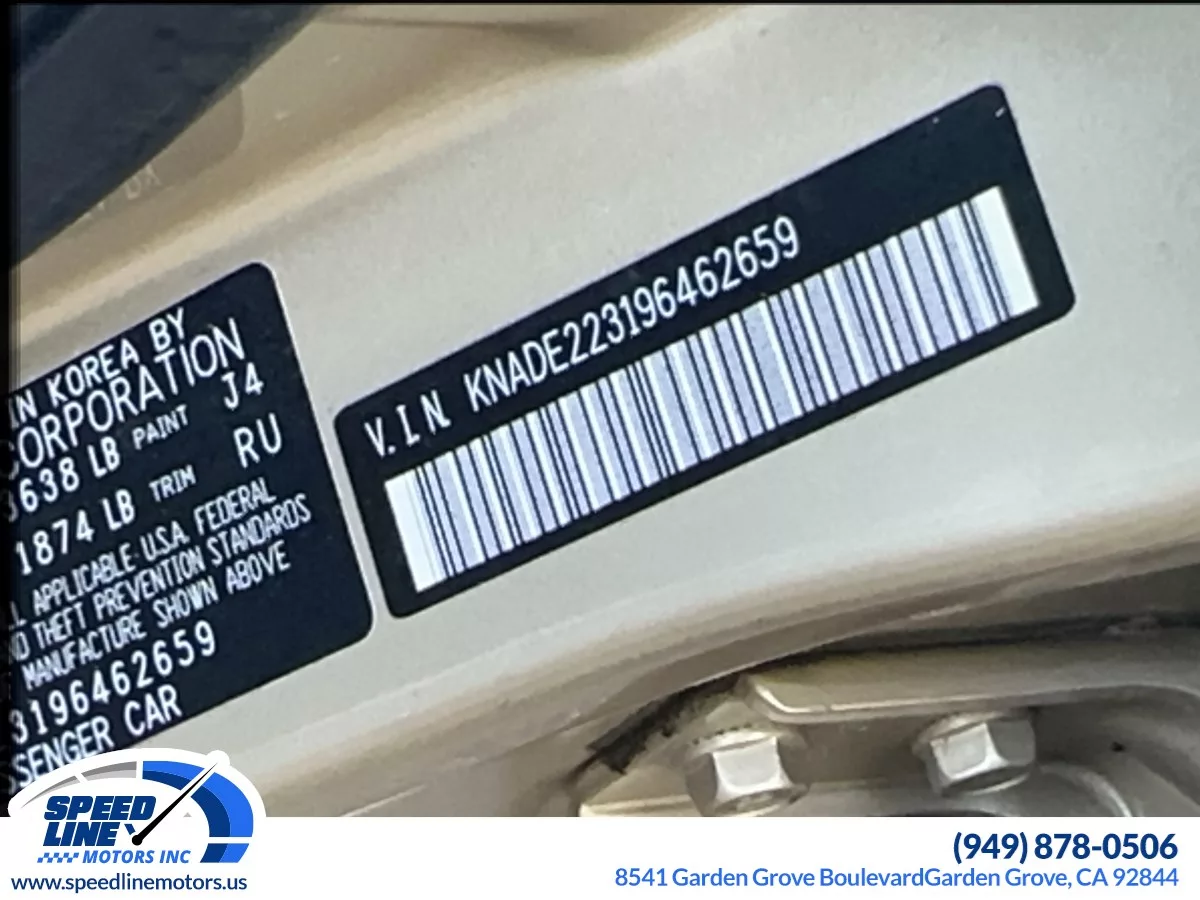 IN KOREA BY
CORPORATION
3638 LB PAINT J4
1874 LB TRIM RU
APPLICABLE U.S.A. FEDERAL
THEFT PREVENTION STANDARDS
MANUFACTURE SHOWN ABOVE
3196462659
SENGER CAR
V.I.N. KNADE223196462659
SPEED
LINE
MOTORS INC
www.speedlinemotors.us
(949) 878-0506
8541 Garden Grove BoulevardGarden Grove, CA 92844